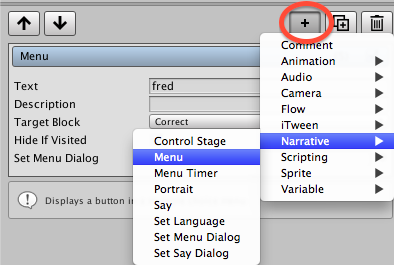 Menu
Text fred
Description
Target Block Correct
Hide If Visited
Set Menu Dialog
Displays a button in
Comment
Animation
Audio
Camera
Flow
iTween
Narrative
Scripting
Sprite
Variable
Control Stage
Menu
Menu Timer
Portrait
Say
Set Language
Set Menu Dialog
Set Say Dialog